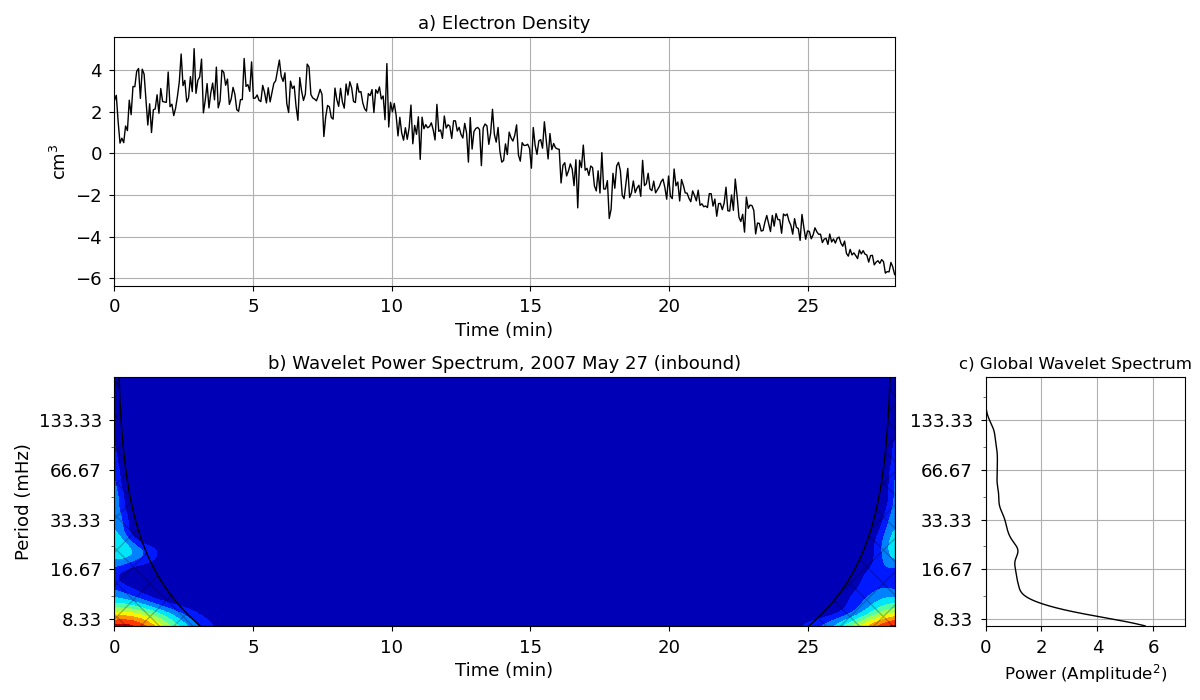 a) Electron Density
cm³
4
2
0
−2
−4
−6
0 5 10 15 20 25
Time (min)
b) Wavelet Power Spectrum, 2007 May 27 (inbound)
Period (mHz)
133.33
66.67
33.33
16.67
8.33
0 5 10 15 20 25
Time (min)
c) Global Wavelet Spectrum
133.33
66.67
33.33
16.67
8.33
0 2 4 6
Power (Amplitude²)